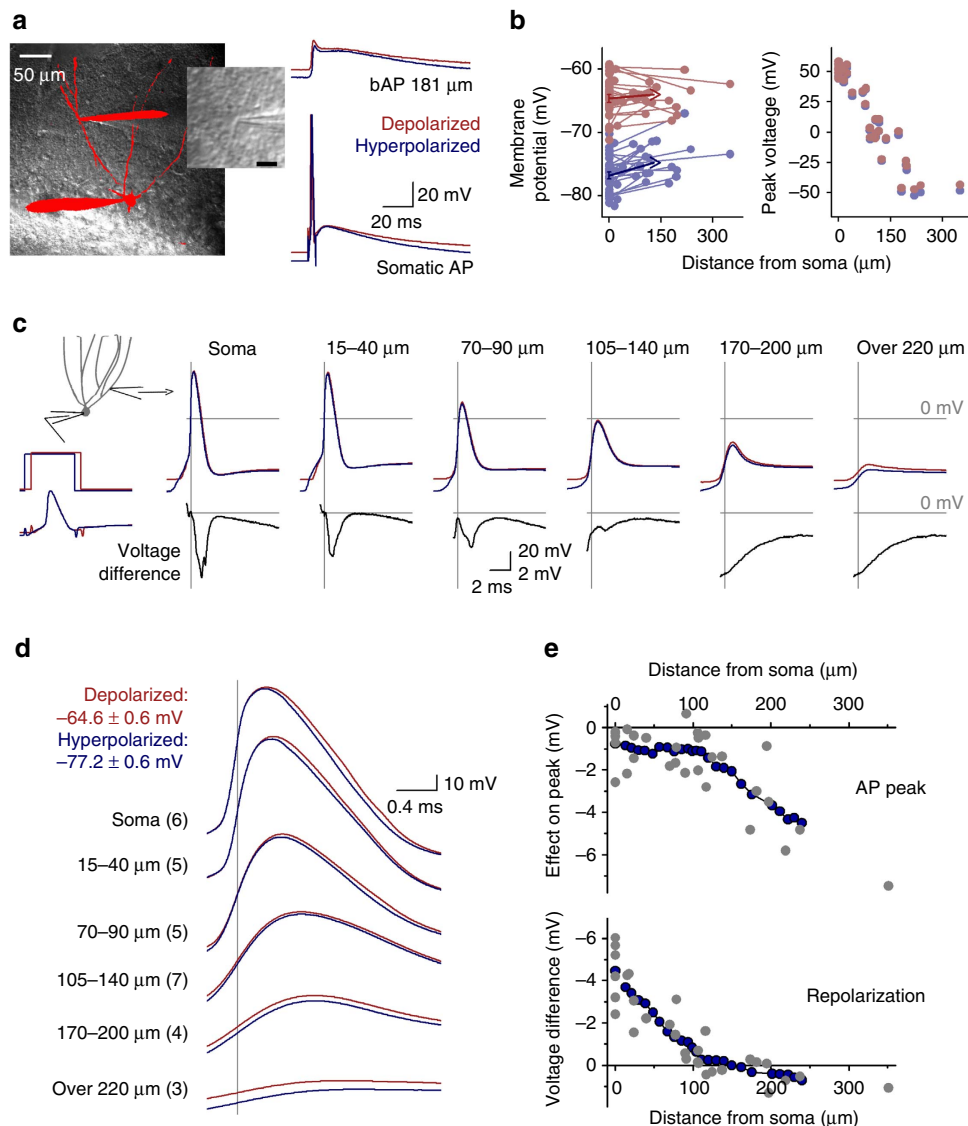 a
50 µm
bAP 181 µm
Depolarized
Hyperpolarized
20 mV
20 ms
Somatic AP
b
Membrane
potential (mV)
−60
−70
−80
0 150 300
Peak voltaege (mV)
50
25
0
−25
−50
0 150 300
Distance from soma (µm)
c
Soma
15–40 µm
70–90 µm
105–140 µm
170–200 µm
Over 220 µm
0 mV
0 mV
Voltage
difference
20 mV
2 mV
2 ms
d
Depolarized:
−64.6 ± 0.6 mV
Hyperpolarized:
−77.2 ± 0.6 mV
10 mV
0.4 ms
Soma (6)
15–40 µm (5)
70–90 µm (5)
105–140 µm (7)
170–200 µm (4)
Over 220 µm (3)
e
Distance from soma (µm)
0 100 200 300
Effect on peak (mV)
0
−2
−4
−6
AP peak
Voltage difference (mV)
−6
−4
−2
0
Repolarization
0 100 200 300
Distance from soma (µm)